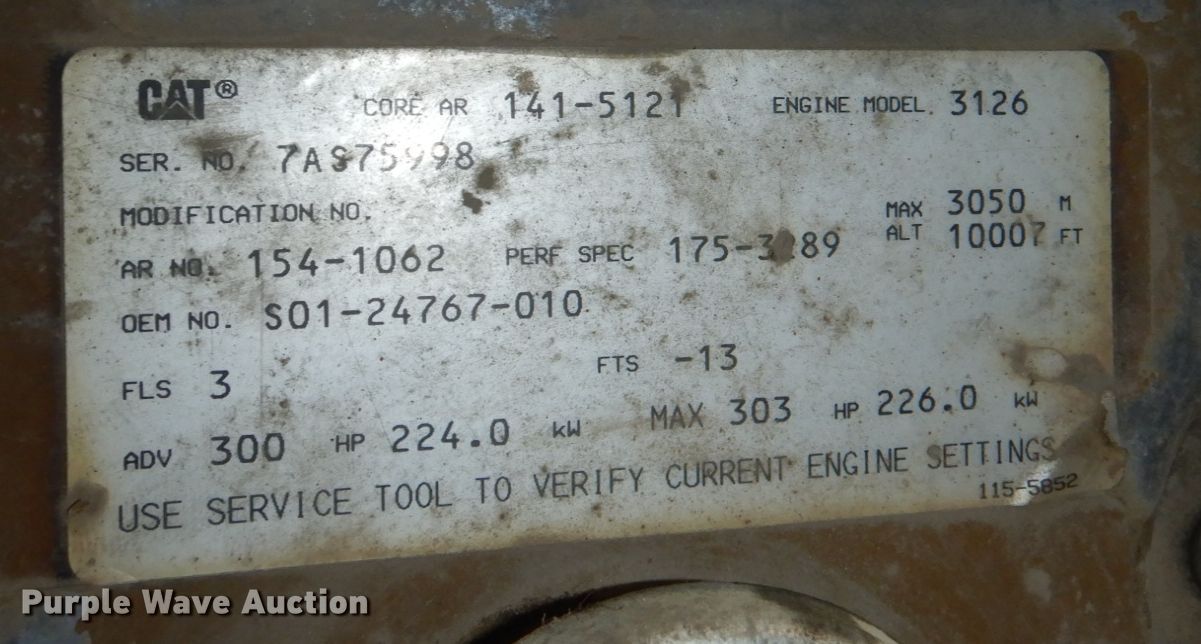 CAT®
CORE AR 141-5121 ENGINE MODEL 3126
SER. NO. 7AS75998
MODIFICATION NO.
MAX ALT 3050 M 10007 FT
AR NO. 154-1062 PERF SPEC
OEM NO. S01-24767-010
FLS 3 FTS -13
ADV 300 HP 224.0 kW MAX 303 HP 226.0 kW
USE SERVICE TOOL TO VERIFY CURRENT ENGINE SETTINGS
115-5852
Purple Wave Auction